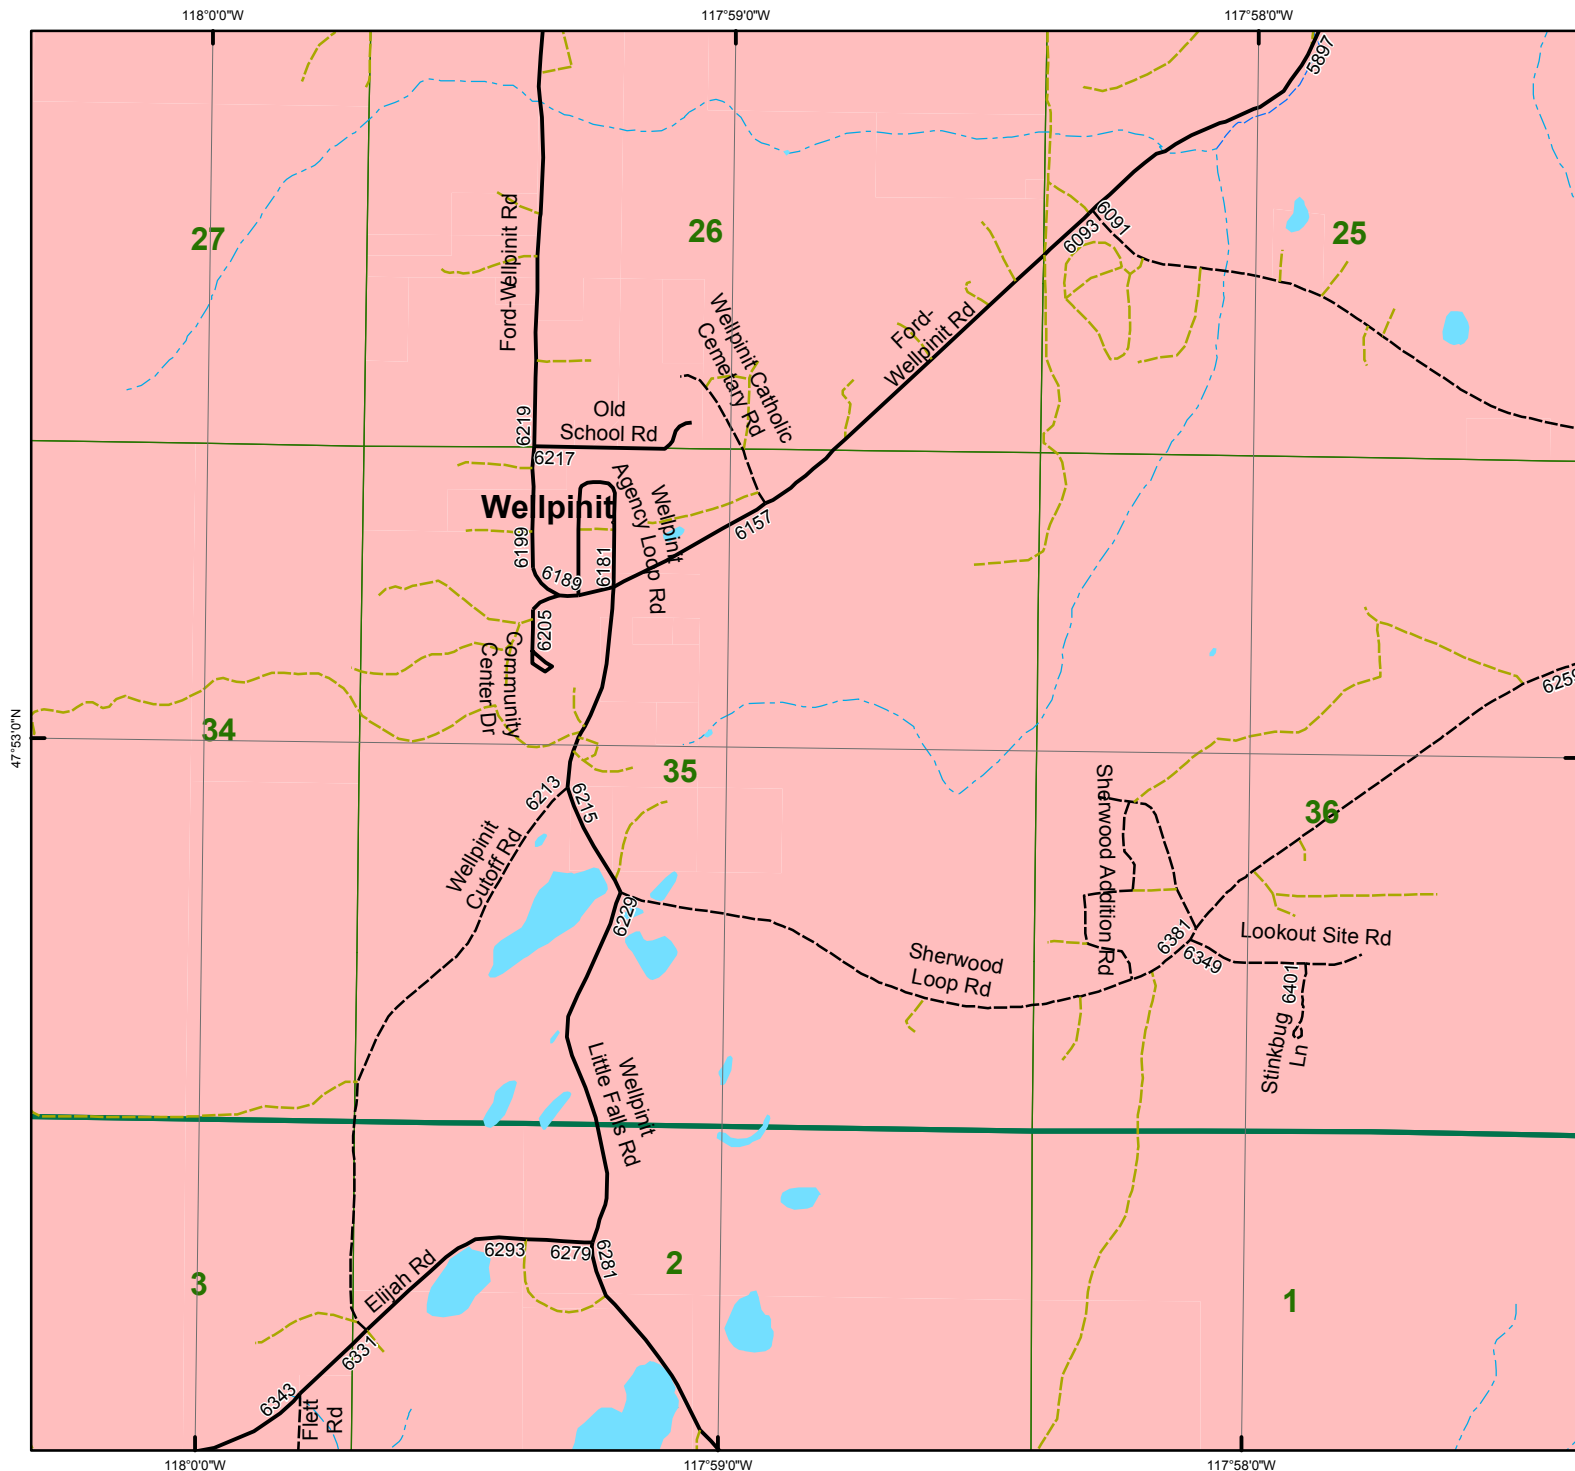 118°0'0"W
117°59'0"W
117°58'0"W
5897
27
26
25
Ford-Wellpinit Rd
6091
6093
Wellpinit Catholic
Cemetary Rd
Ford-
Wellpinit Rd
6219
Old
School Rd
6217
Wellpinit
Wellpinit
Agency Loop Rd
6199
6181
6157
6189
6205
Community
Center Dr
6259
47°53'0"N
34
35
36
6213
6215
Wellpinit
Cutoff Rd
Sherwood Addition Rd
6229
6381
6349
Lookout Site Rd
Sherwood
Loop Rd
6401
Stinkbug
Ln
Wellpinit
Little Falls Rd
6293
6279
6281
Elijah Rd
2
3
1
6331
6343
Flett
Rd
118°0'0"W
117°59'0"W
117°58'0"W